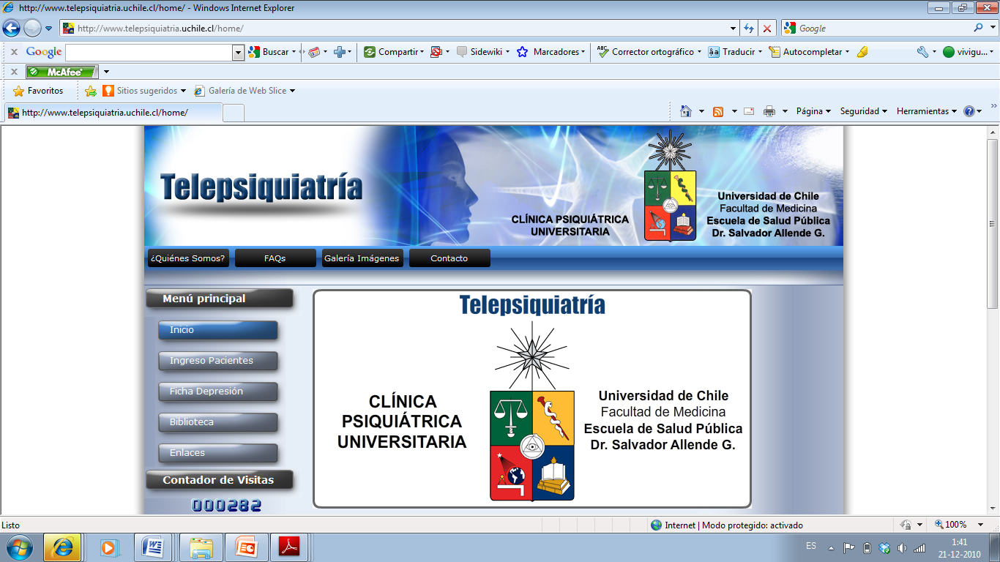 http://www.telepsiquiatria.uchile.cl/home/ - Windows Internet Explorer
http://www.telepsiquiatria.uchile.cl/home/
Google
Google
Buscar
Compartir
Sidewiki
Marcadores
Corrector ortográfico
Traducir
Autocompletar
vivigu...
McAfee
Favoritos
Sitios sugeridos
Galería de Web Slice
http://www.telepsiquiatria.uchile.cl/home/
Página
Seguridad
Herramientas
Telepsiquiatría
CLÍNICA PSIQUIÁTRICA
UNIVERSITARIA
Universidad de Chile
Facultad de Medicina
Escuela de Salud Pública
Dr. Salvador Allende G.
¿Quiénes Somos?
FAQs
Galería Imágenes
Contacto
Menú principal
Inicio
Ingreso Pacientes
Ficha Depresión
Biblioteca
Enlaces
Contador de Visitas
000282
Telepsiquiatría
CLÍNICA
PSIQUIÁTRICA
UNIVERSITARIA
Universidad de Chile
Facultad de Medicina
Escuela de Salud Pública
Dr. Salvador Allende G.
Listo
Internet | Modo protegido: activado
100%
ES
1:41
21-12-2010